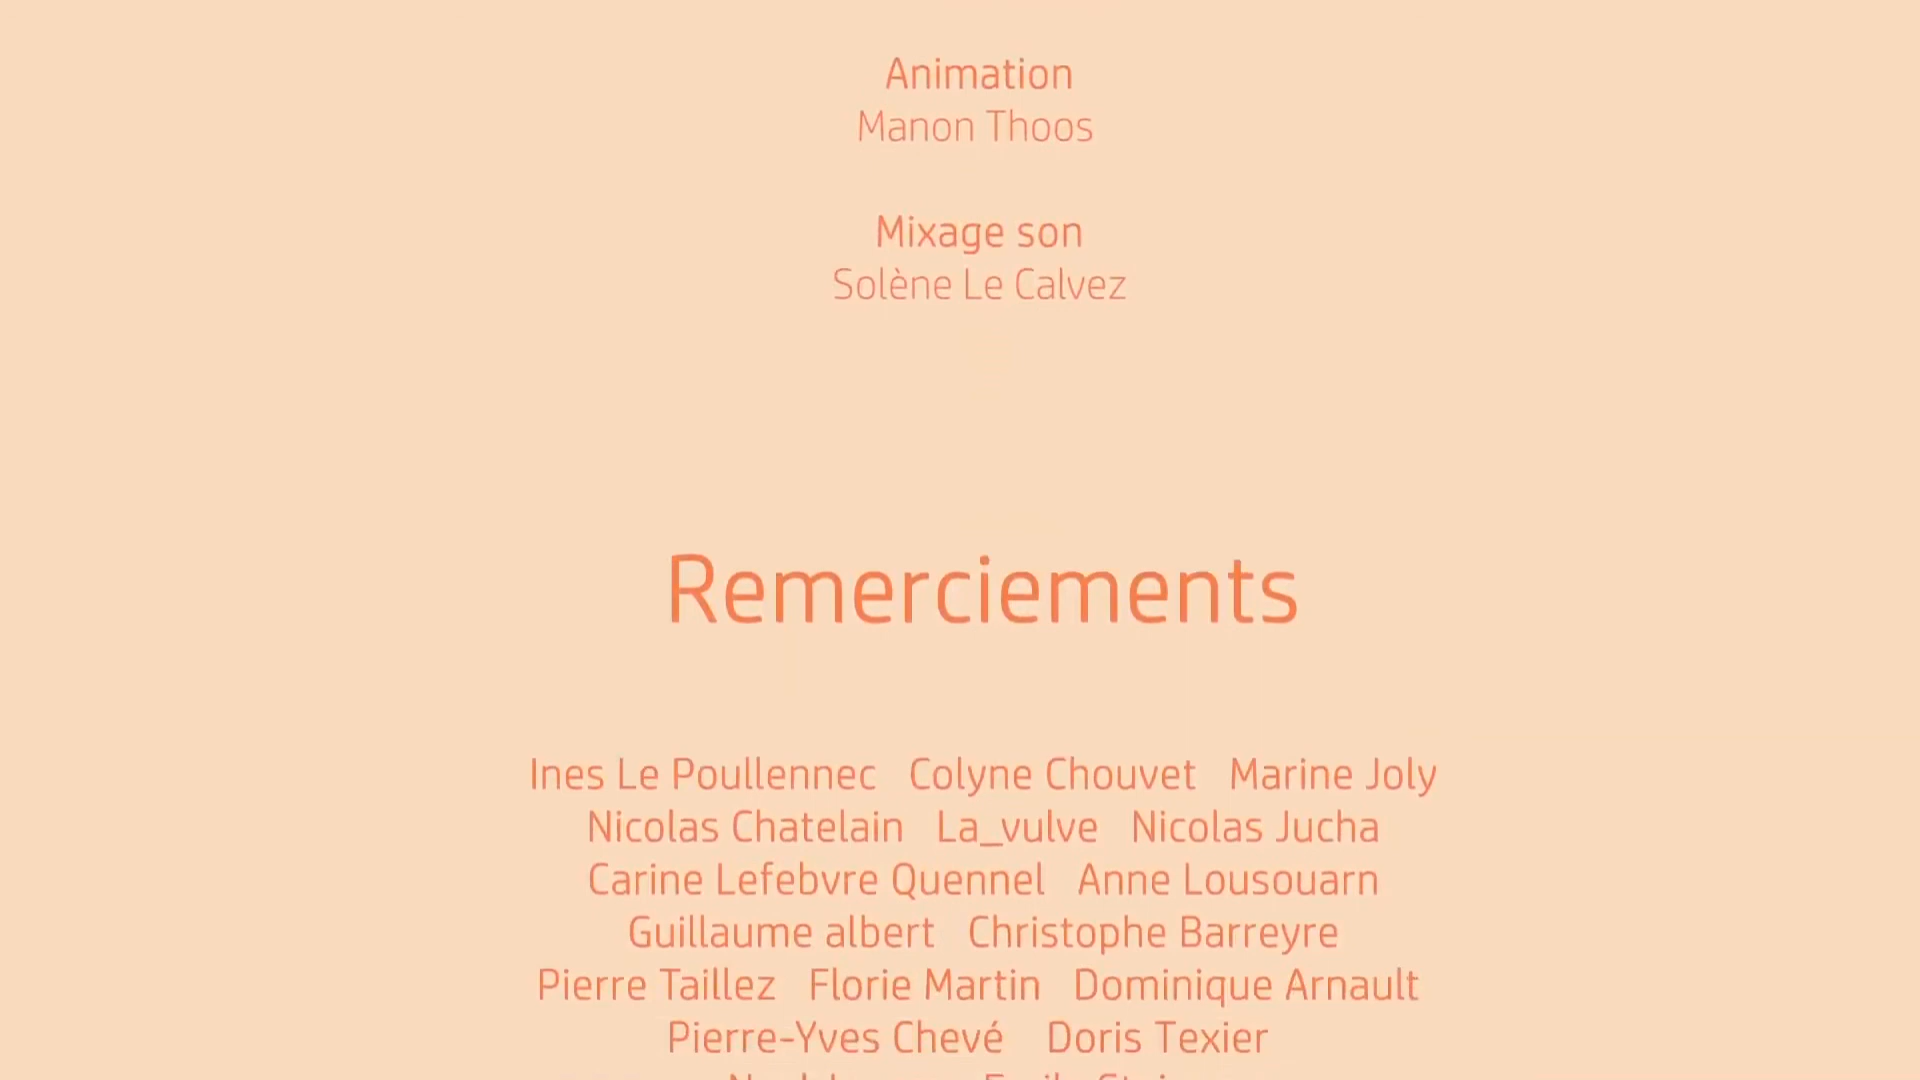 Animation
Manon Thoos
Mixage son
Solène Le Calvez
Remerciements
Ines Le Poullennec Colyne Chouvet Marine Joly
Nicolas Chatelain La_vulve Nicolas Jucha
Carine Lefebvre Quennel Anne Lousouarn
Guillaume albert Christophe Barreyre
Pierre Taillez Florie Martin Dominique Arnault
Pierre-Yves Chevé Doris Texier